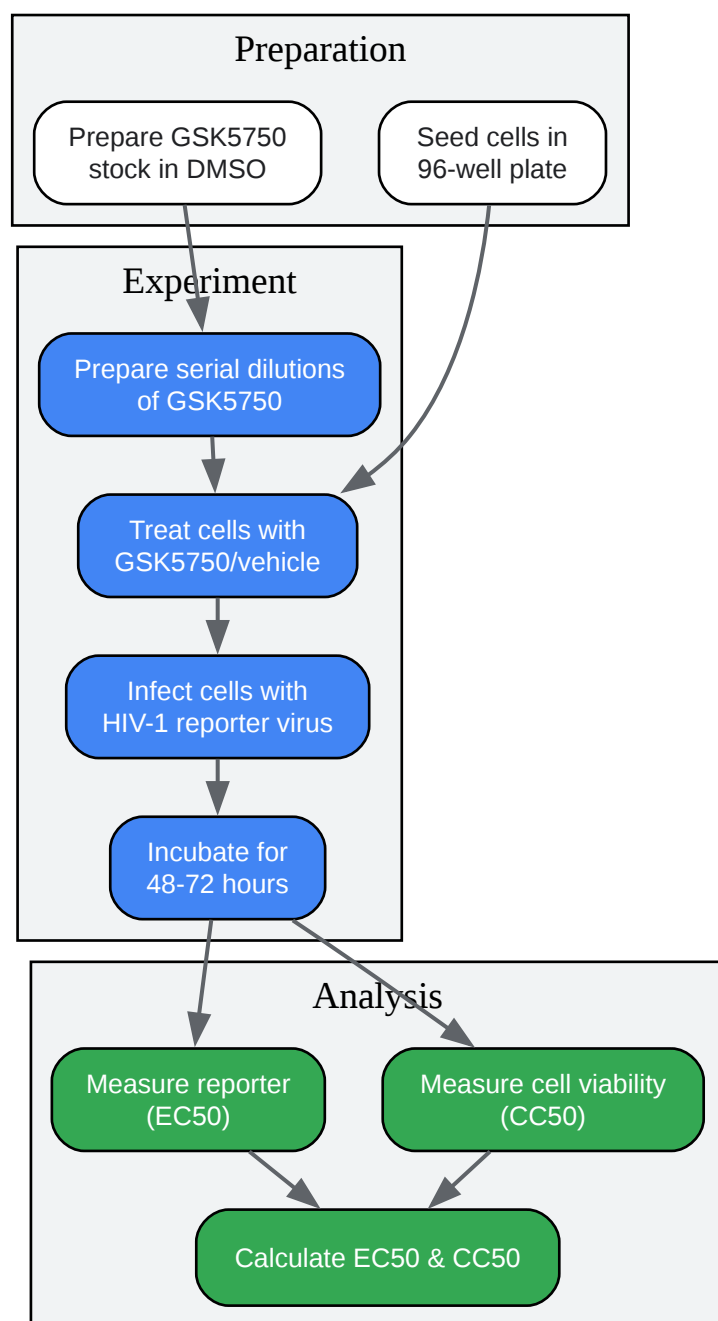 Preparation
Prepare GSK5750
stock in DMSO
Seed cells in
96-well plate
Experiment
Prepare serial dilutions
of GSK5750
Treat cells with
GSK5750/vehicle
Infect cells with
HIV-1 reporter virus
Incubate for
48-72 hours
Analysis
Measure reporter
(EC50)
Measure cell viability
(CC50)
Calculate EC50 & CC50